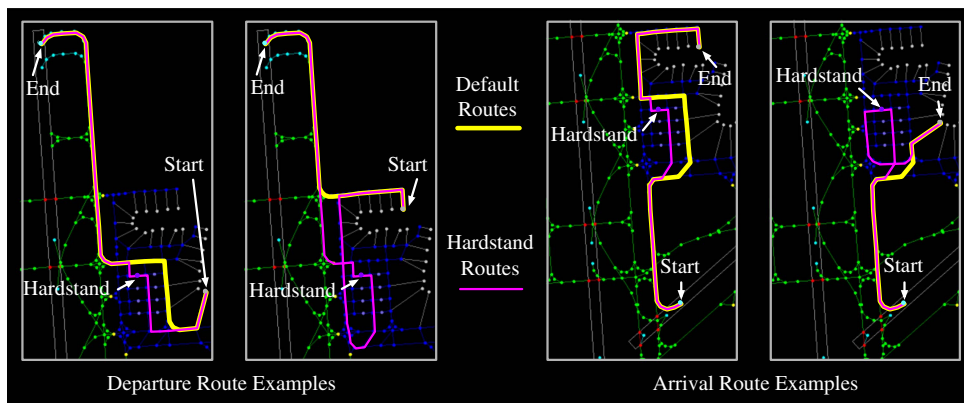 End
Start
Hardstand
End
Start
Hardstand
Default
Routes
Hardstand
Routes
End
Hardstand
Start
Hardstand
End
Start
Departure Route Examples
Arrival Route Examples